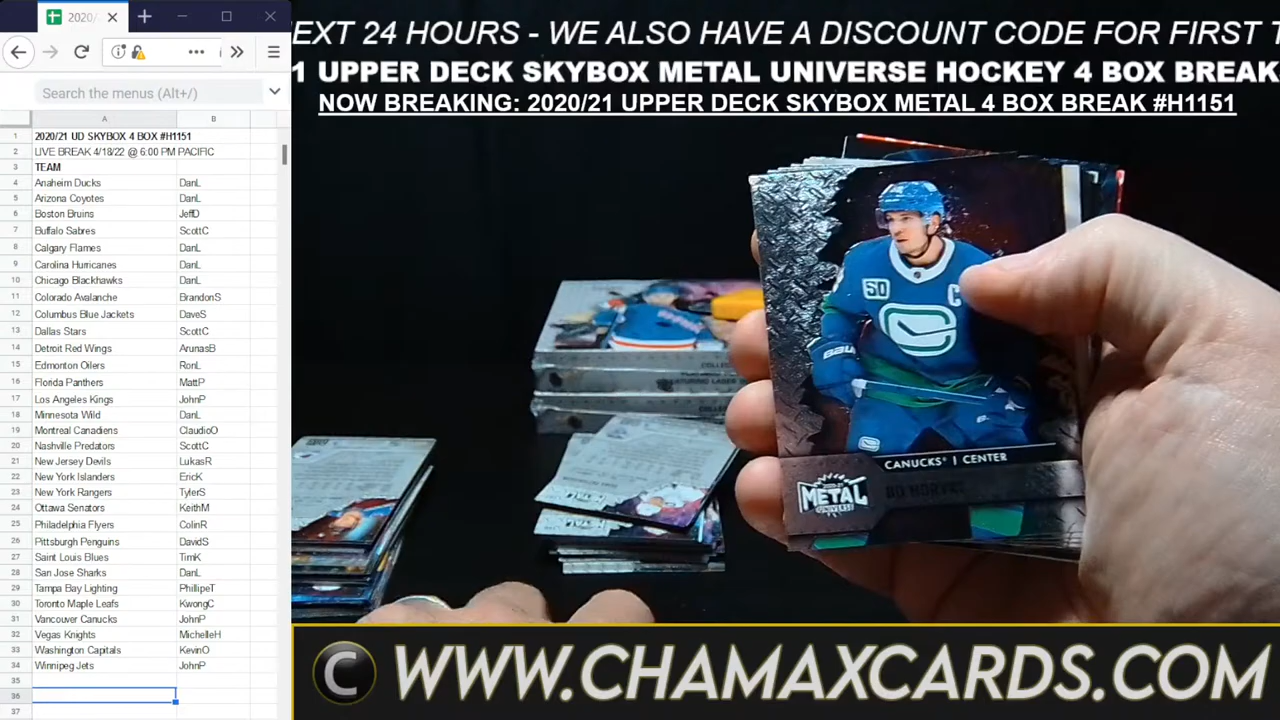 2020/
Search the menus (Alt+/)
A B
1 2020/21 UD SKYBOX 4 BOX #H1151
2 LIVE BREAK 4/18/22 @ 6:00 PM PACIFIC
3 TEAM
4 Anaheim Ducks DanL
5 Arizona Coyotes DanL
6 Boston Bruins JeffD
7 Buffalo Sabres ScottC
8 Calgary Flames DanL
9 Carolina Hurricanes DanL
10 Chicago Blackhawks DanL
11 Colorado Avalanche BrandonS
12 Columbus Blue Jackets DaveS
13 Dallas Stars ScottC
14 Detroit Red Wings ArunasB
15 Edmonton Oilers RonL
16 Florida Panthers MattP
17 Los Angeles Kings JohnP
18 Minnesota Wild DanL
19 Montreal Canadiens ClaudioO
20 Nashville Predators ScottC
21 New Jersey Devils LukasR
22 New York Islanders EricK
23 New York Rangers TylerS
24 Ottawa Senators KeithM
25 Philadelphia Flyers ColinR
26 Pittsburgh Penguins DavidS
27 Saint Louis Blues TimK
28 San Jose Sharks DanL
29 Tampa Bay Lighting PhillipeT
30 Toronto Maple Leafs KwongC
31 Vancouver Canucks JohnP
32 Vegas Knights MichelleH
33 Washington Capitals KevinO
34 Winnipeg Jets JohnP
35
36
37
EXT 24 HOURS - WE ALSO HAVE A DISCOUNT CODE FOR FIRST T
1 UPPER DECK SKYBOX METAL UNIVERSE HOCKEY 4 BOX BREAK
NOW BREAKING: 2020/21 UPPER DECK SKYBOX METAL 4 BOX BREAK #H1151
50 C
CANUCKS | CENTER
2020-21
METAL
UNIVERSE
BO HORVAT
C WWW.CHAMAXCARDS.COM